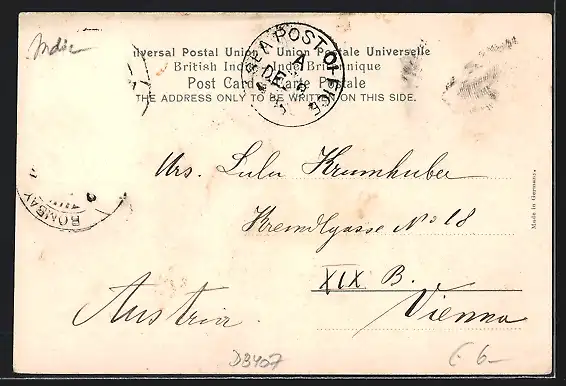 Indien
Universal Postal Union. Union Postale Universelle
British India. Inde Britannique
Post Card. Carte Postale
THE ADDRESS ONLY TO BE WRITTEN ON THIS SIDE.
SEA POST OFFICE
A
DE
BOMBAY
Mrs. Lulu Krumhuber
Kreindlgasse No 18
XIX B.
Vienna
Austria.
Made in Germany.
D3407
6-